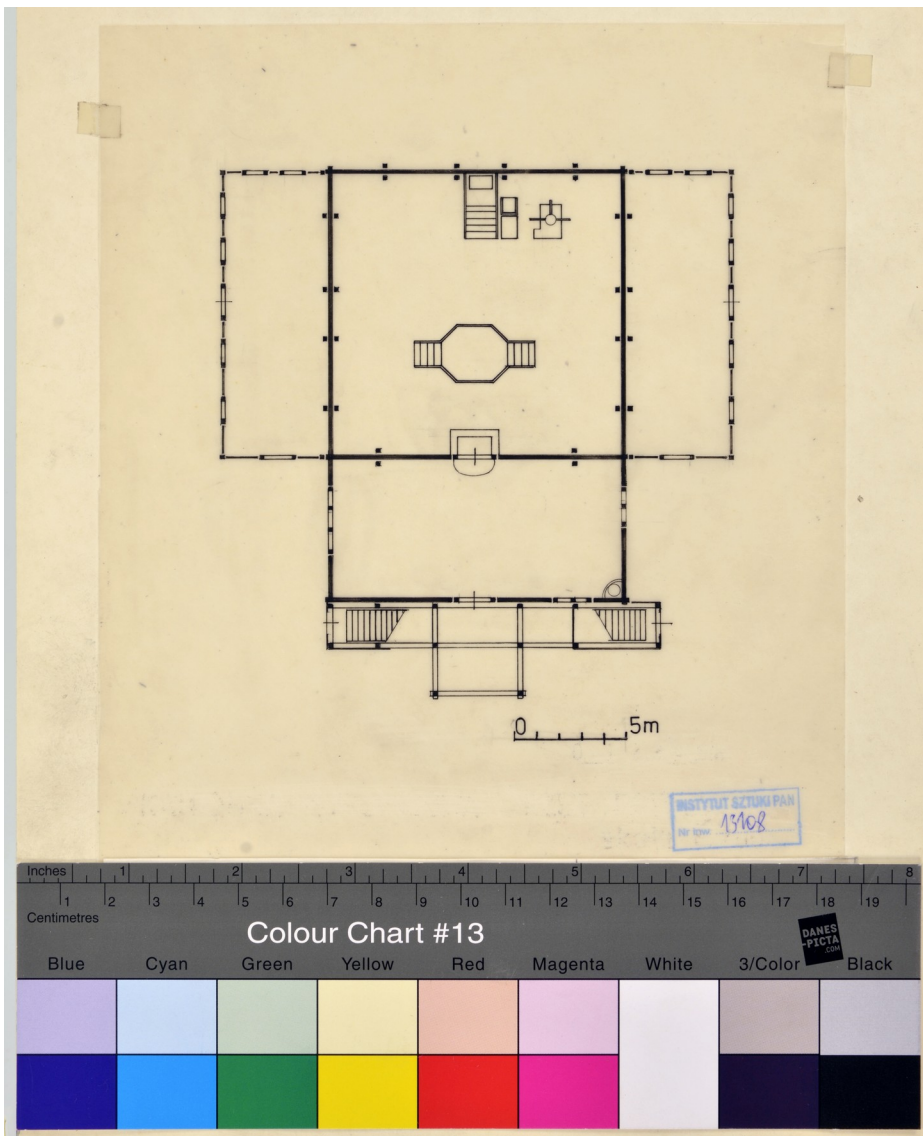 0 5m
INSTYTUT SZTUKI PAN
Nr inw. 13108
Inches 1 2 3 4 5 6 7 8
1 2 3 4 5 6 7 8 9 10 11 12 13 14 15 16 17 18 19
Centimetres
Colour Chart #13
DANES
-PICTA
.COM
Blue Cyan Green Yellow Red Magenta White 3/Color Black